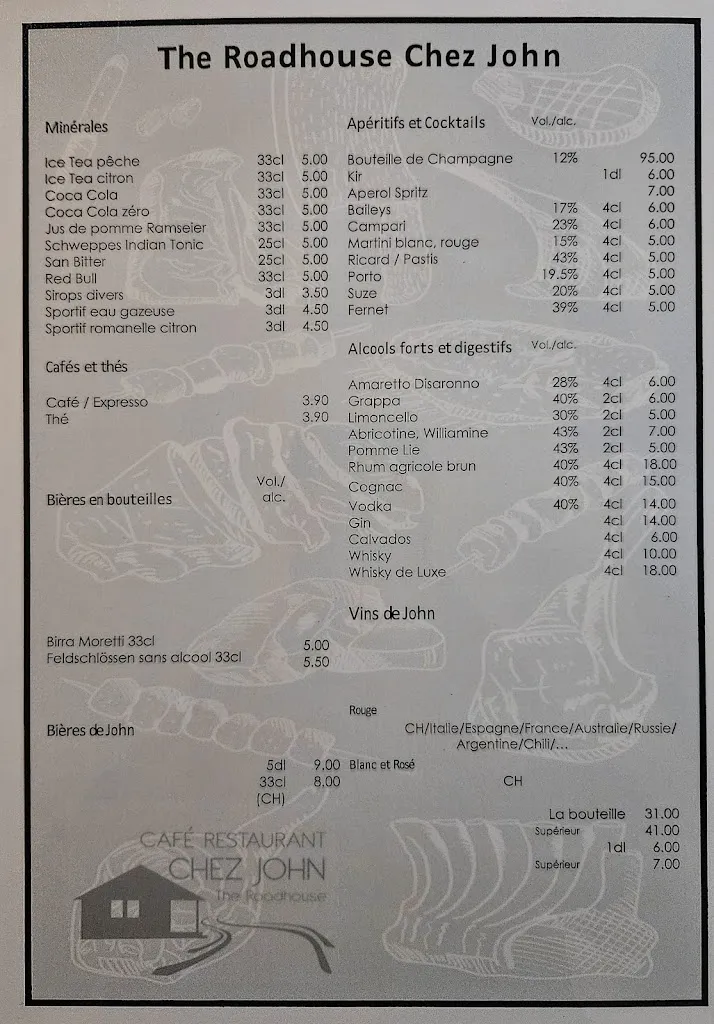 The Roadhouse Chez John
Minérales
Ice Tea pêche 33cl 5.00
Ice Tea citron 33cl 5.00
Coca Cola 33cl 5.00
Coca Cola zéro 33cl 5.00
Jus de pomme Ramseier 33cl 5.00
Schweppes Indian Tonic 25cl 5.00
San Bitter 25cl 5.00
Red Bull 33cl 5.00
Sirops divers 3dl 3.50
Sportif eau gazeuse 3dl 4.50
Sportif romanelle citron 3dl 4.50
Cafés et thés
Café / Expresso 3.90
Thé 3.90
Bières en bouteilles Vol./
alc.
Birra Moretti 33cl 5.00
Feldschlössen sans alcool 33cl 5.50
Bières de John
5dl 9.00
33cl 8.00
(CH)
Apéritifs et Cocktails Vol./alc.
Bouteille de Champagne 12% 95.00
Kir 1dl 6.00
Aperol Spritz 7.00
Baileys 17% 4cl 6.00
Campari 23% 4cl 6.00
Martini blanc, rouge 15% 4cl 5.00
Ricard / Pastis 43% 4cl 5.00
Porto 19.5% 4cl 5.00
Suze 20% 4cl 5.00
Fernet 39% 4cl 5.00
Alcools forts et digestifs Vol./alc.
Amaretto Disaronno 28% 4cl 6.00
Grappa 40% 2cl 6.00
Limoncello 30% 2cl 5.00
Abricotine, Williamine 43% 2cl 7.00
Pomme Lie 43% 2cl 5.00
Rhum agricole brun 40% 4cl 18.00
Cognac 40% 4cl 15.00
Vodka 40% 4cl 14.00
Gin 4cl 14.00
Calvados 4cl 6.00
Whisky 4cl 10.00
Whisky de Luxe 4cl 18.00
Vins de John
Rouge
CH/Italie/Espagne/France/Australie/Russie/
Argentine/Chili/...
Blanc et Rosé
CH
La bouteille 31.00
Supérieur 41.00
1dl 6.00
Supérieur 7.00
CAFÉ RESTAURANT
CHEZ JOHN
The Roadhouse